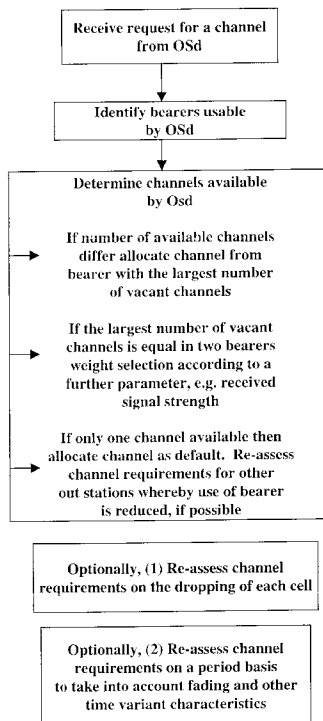 Receive request for a channel
from OSd
Identify bearers usable
by OSd
Determine channels available
by Osd
If number of available channels
differ allocate channel from
bearer with the largest number
of vacant channels
If the largest number of vacant
channels is equal in two bearers
weight selection according to a
further parameter, e.g. received
signal strength
If only one channel available then
allocate channel as default. Re-assess
channel requirements for other
out stations whereby use of bearer
is reduced, if possible
Optionally, (1) Re-assess channel
requirements on the dropping of each cell
Optionally, (2) Re-assess channel
requirements on a period basis
to take into account fading and other
time variant characteristics